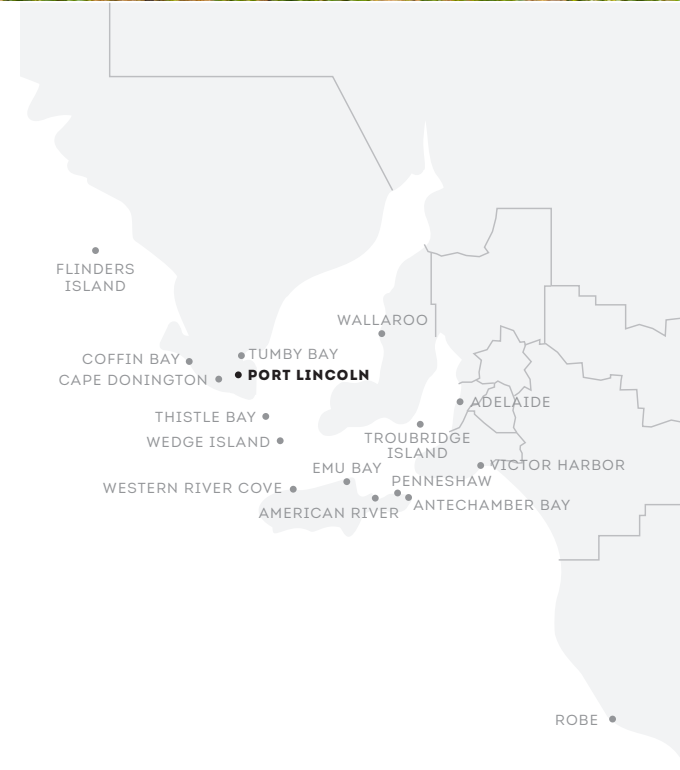 FLINDERS
ISLAND
WALLAROO
TUMBY BAY
COFFIN BAY
PORT LINCOLN
CAPE DONINGTON
ADELAIDE
THISTLE BAY
TROUBRIDGE
ISLAND
WEDGE ISLAND
VICTOR HARBOR
EMU BAY
PENNESHAW
WESTERN RIVER COVE
ANTECHAMBER BAY
AMERICAN RIVER
ROBE